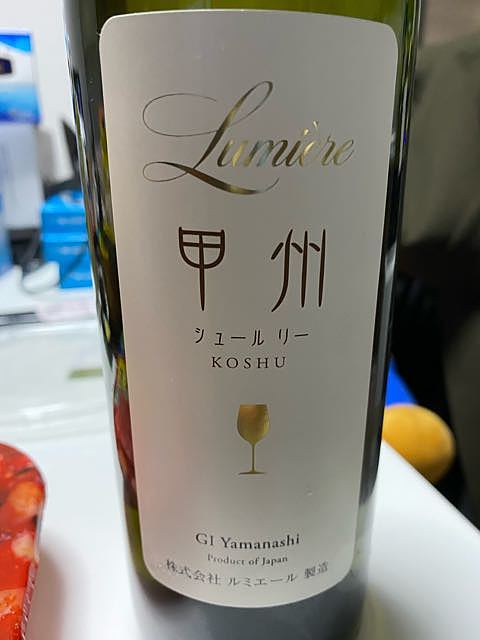 Lumière
甲州
シュール リー
KOSHU
GI Yamanashi
Product of Japan
株式会社 ルミエール 製造